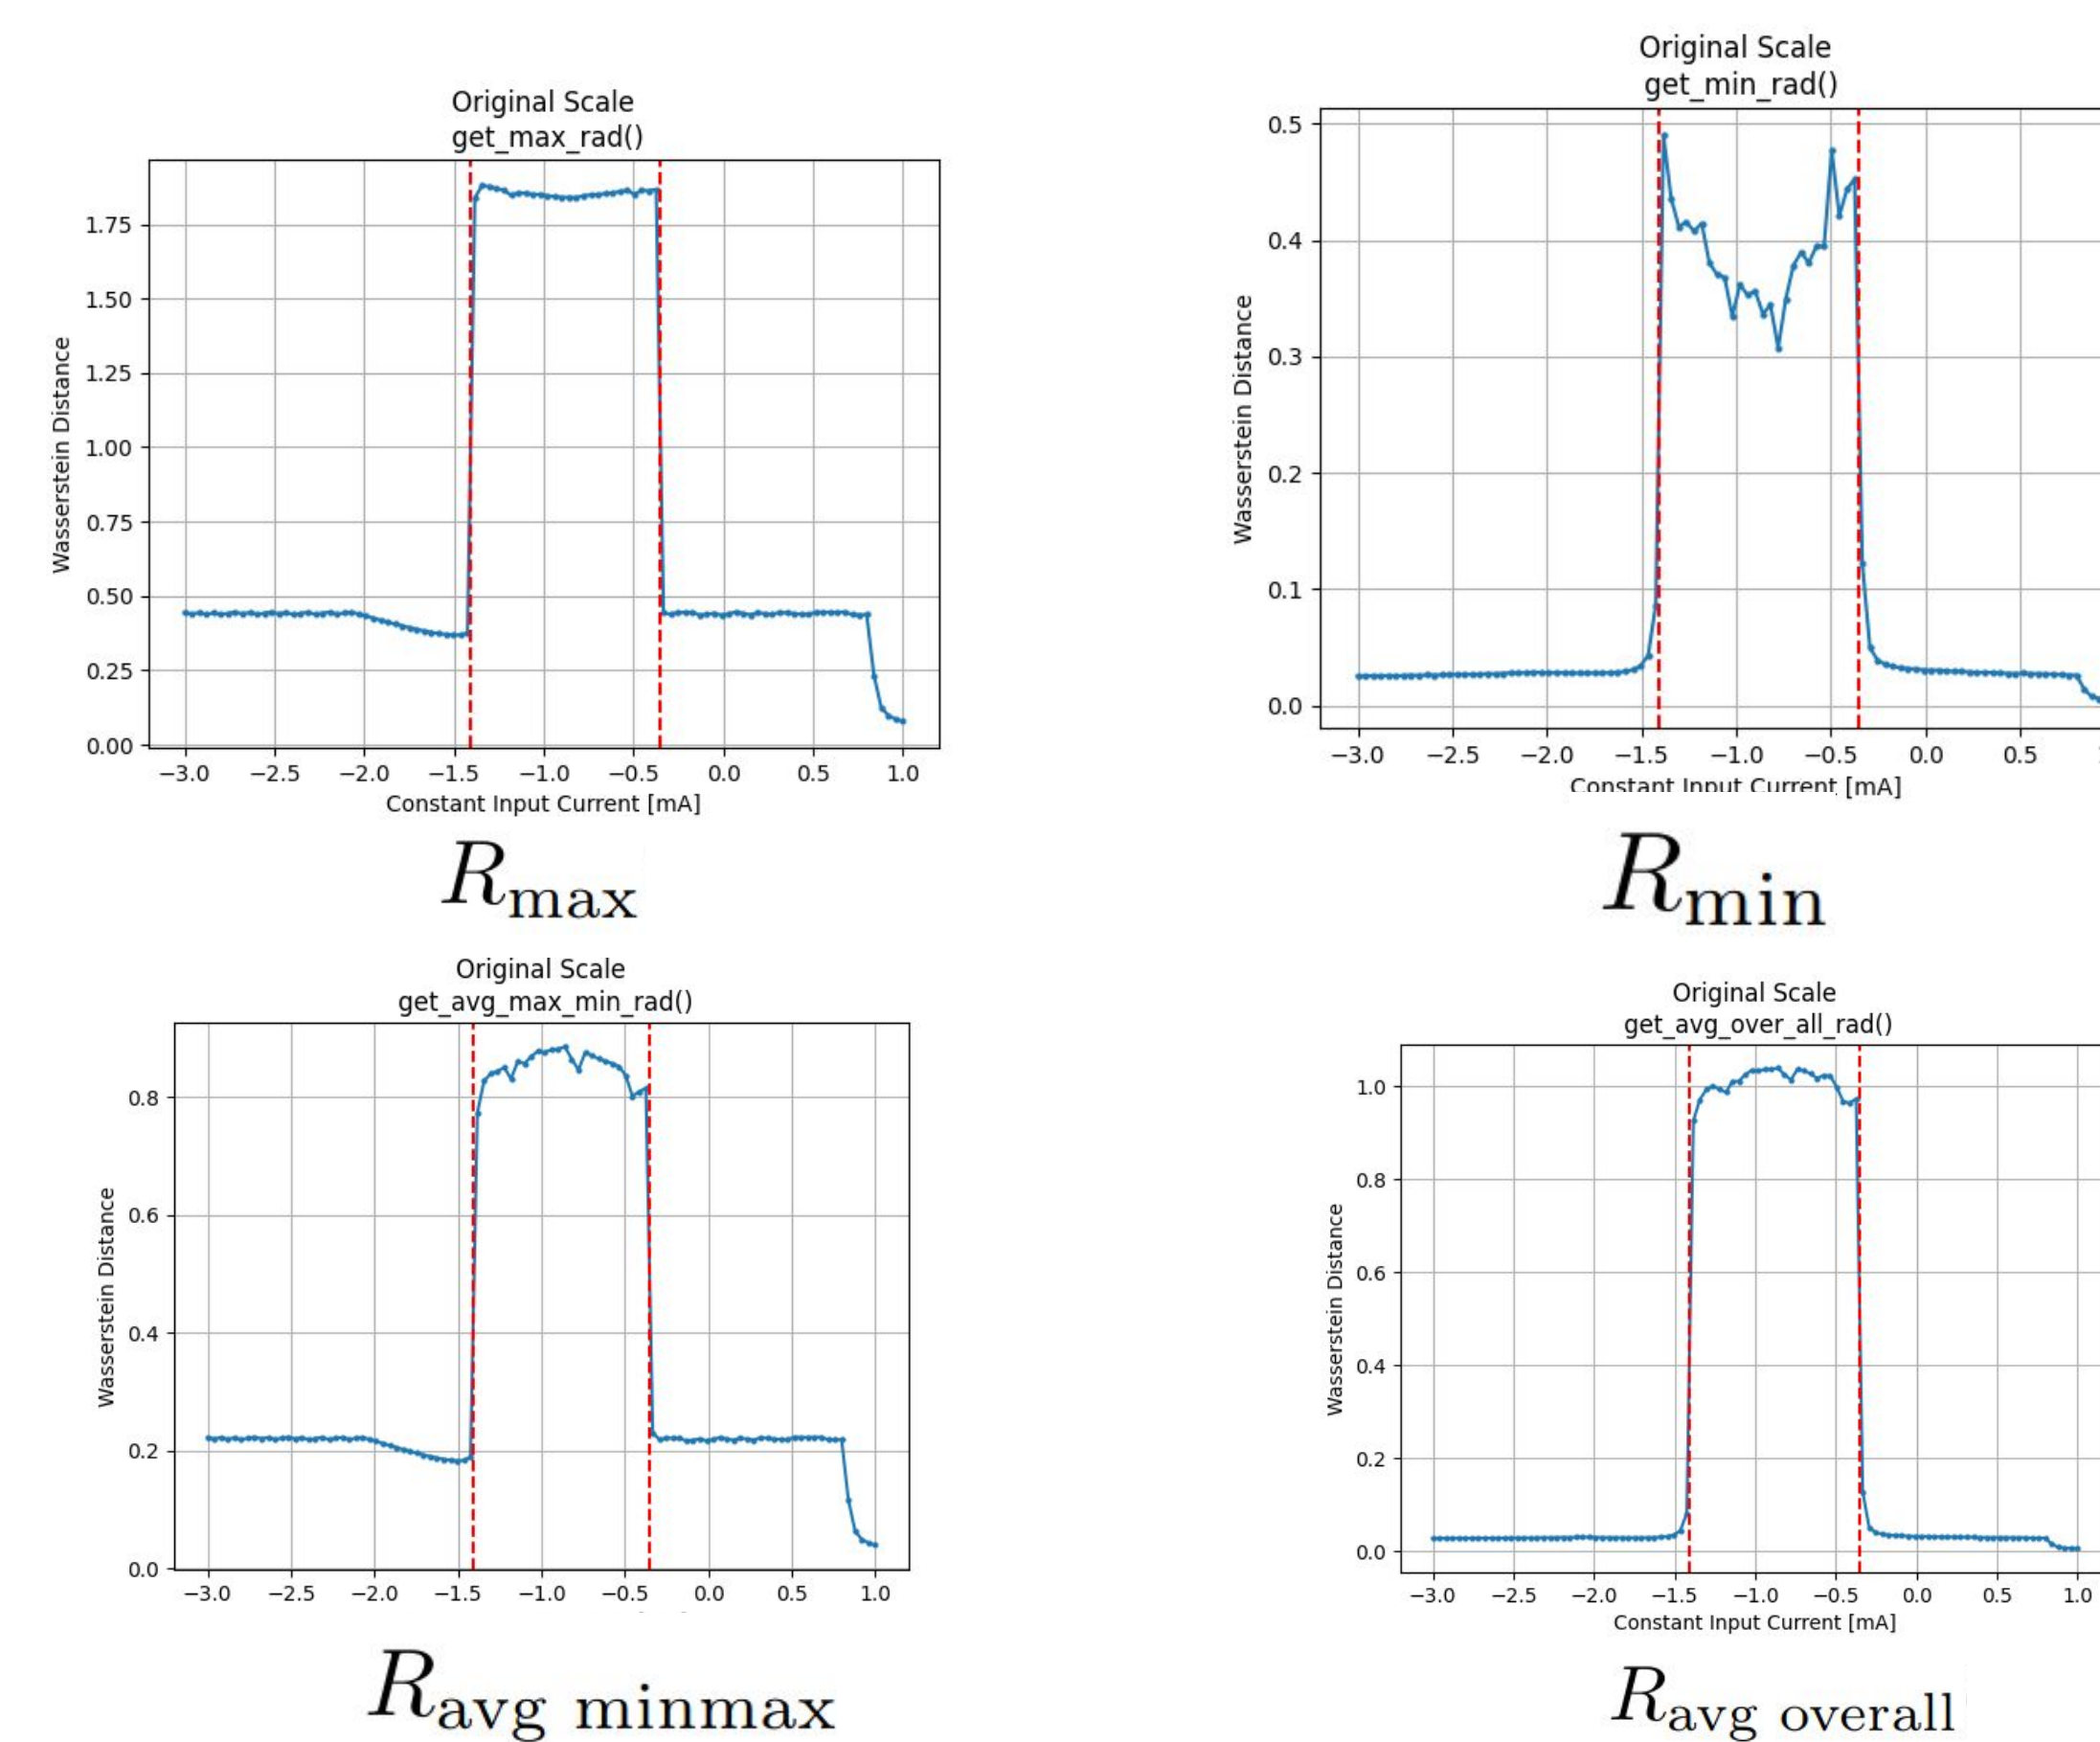 Original Scale
get_max_rad()
Wasserstein Distance
1.75
1.50
1.25
1.00
0.75
0.50
0.25
0.00
−3.0 −2.5 −2.0 −1.5 −1.0 −0.5 0.0 0.5 1.0
Constant Input Current [mA]
R_max
Original Scale
get_min_rad()
Wasserstein Distance
0.5
0.4
0.3
0.2
0.1
0.0
−3.0 −2.5 −2.0 −1.5 −1.0 −0.5 0.0 0.5
Constant Input Current [mA]
R_min
Original Scale
get_avg_max_min_rad()
Wasserstein Distance
0.8
0.6
0.4
0.2
0.0
−3.0 −2.5 −2.0 −1.5 −1.0 −0.5 0.0 0.5 1.0
R_avg minmax
Original Scale
get_avg_over_all_rad()
Wasserstein Distance
1.0
0.8
0.6
0.4
0.2
0.0
−3.0 −2.5 −2.0 −1.5 −1.0 −0.5 0.0 0.5 1.0
Constant Input Current [mA]
R_avg overall